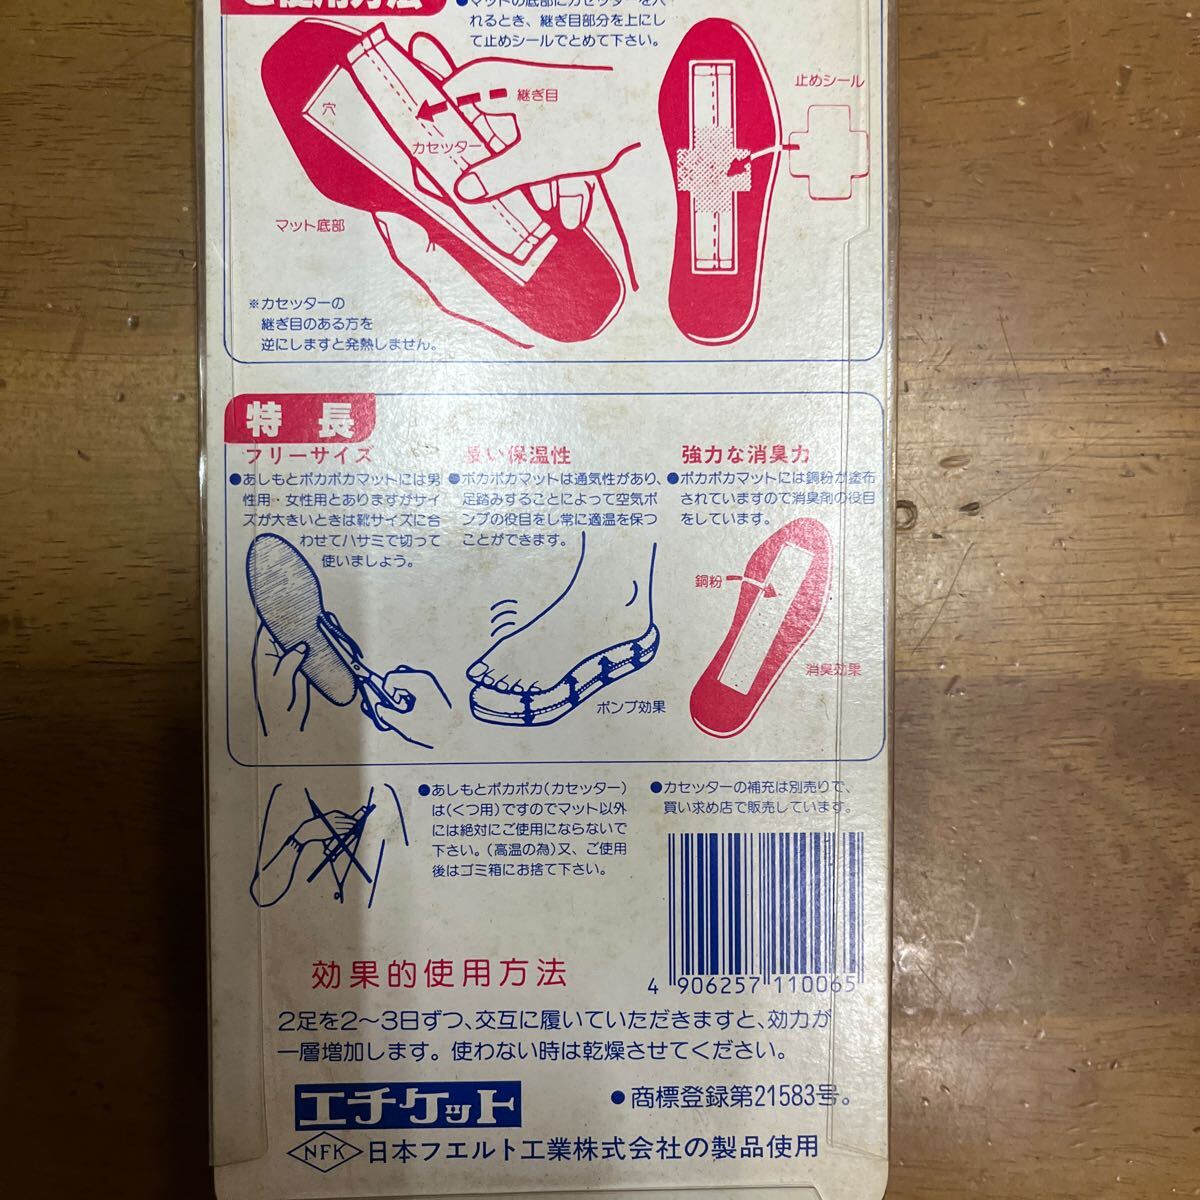 ご使用方法
●マットの底部にカセッターを入
れるとき、継ぎ目部分を上にし
て止めシールでとめて下さい。
穴
継ぎ目
カセッター
マット底部
止めシール
※カセッターの
継ぎ目のある方を
逆にしますと発熱しません。
特長
フリーサイズ
●あしもとポカポカマットには男
性用・女性用とありますがサイ
ズが大きいときは靴サイズに合
わせてハサミで切って
使いましょう。
い保温性
●ポカポカマットは通気性があり、
足踏みすることによって空気ポ
ンプの役目をし常に適温を保つ
ことができます。
ポンプ効果
強力な消臭力
●ポカポカマットには銅粉が塗布
されていますので消臭剤の役目
をしています。
銅粉
消臭効果
●あしもとポカポカ(カセッター)
は(くつ用)ですのでマット以外
には絶対にご使用にならないで
下さい。(高温の為)又、ご使用
後はゴミ箱にお捨て下さい。
●カセッターの補充は別売りで、
買い求め店で販売しています。
4 906257 110065
効果的使用方法
2足を2〜3日ずつ、交互に履いていただきますと、効力が
一層増加します。使わない時は乾燥させてください。
エチケット
●商標登録第21583号。
NFK 日本フエルト工業株式会社の製品使用